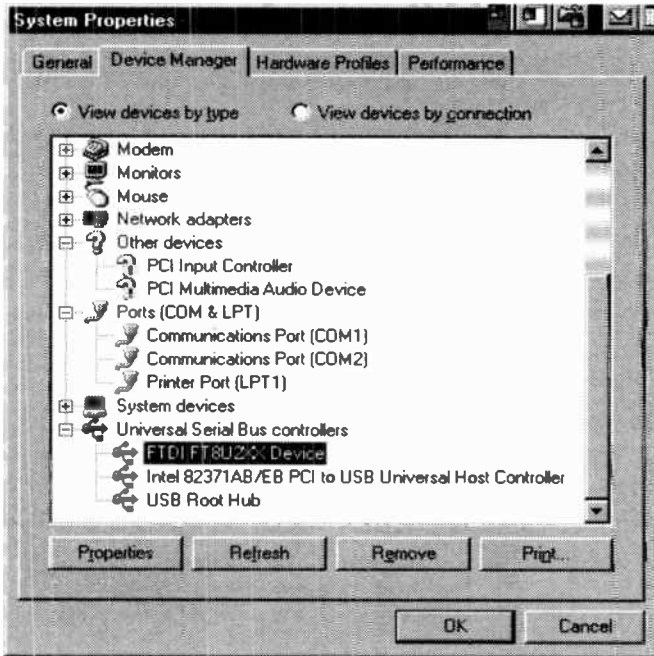 System Properties
General Device Manager Hardware Profiles Performance
View devices by type View devices by connection
Modem
Monitors
Mouse
Network adapters
Other devices
PCI Input Controller
PCI Multimedia Audio Device
Ports (COM & LPT)
Communications Port (COM1)
Communications Port (COM2)
Printer Port (LPT1)
System devices
Universal Serial Bus controllers
FTDI FT8U2XX Device
Intel 82371AB/EB PCI to USB Universal Host Controller
USB Root Hub
Properties Refresh Remove Print...
OK Cancel